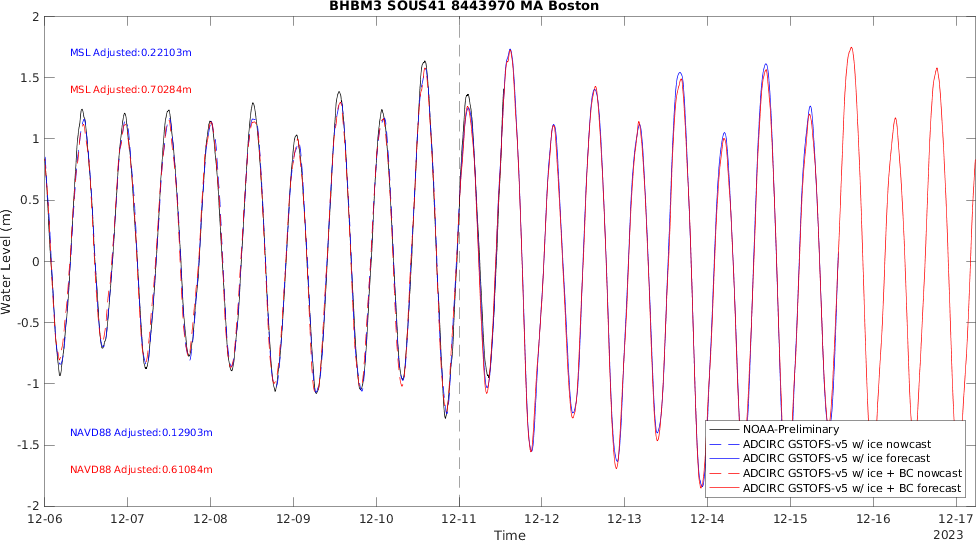 BHBM3 SOUS41 8443970 MA Boston
2
1.5
1
0.5
0
-0.5
-1
-1.5
-2
Water Level (m)
MSL Adjusted:0.22103m
MSL Adjusted:0.70284m
NAVD88 Adjusted:0.12903m
NAVD88 Adjusted:0.61084m
NOAA-Preliminary
ADCIRC GSTOFS-v5 w/ ice nowcast
ADCIRC GSTOFS-v5 w/ ice forecast
ADCIRC GSTOFS-v5 w/ ice + BC nowcast
ADCIRC GSTOFS-v5 w/ ice + BC forecast
12-06 12-07 12-08 12-09 12-10 12-11 12-12 12-13 12-14 12-15 12-16 12-17
2023
Time